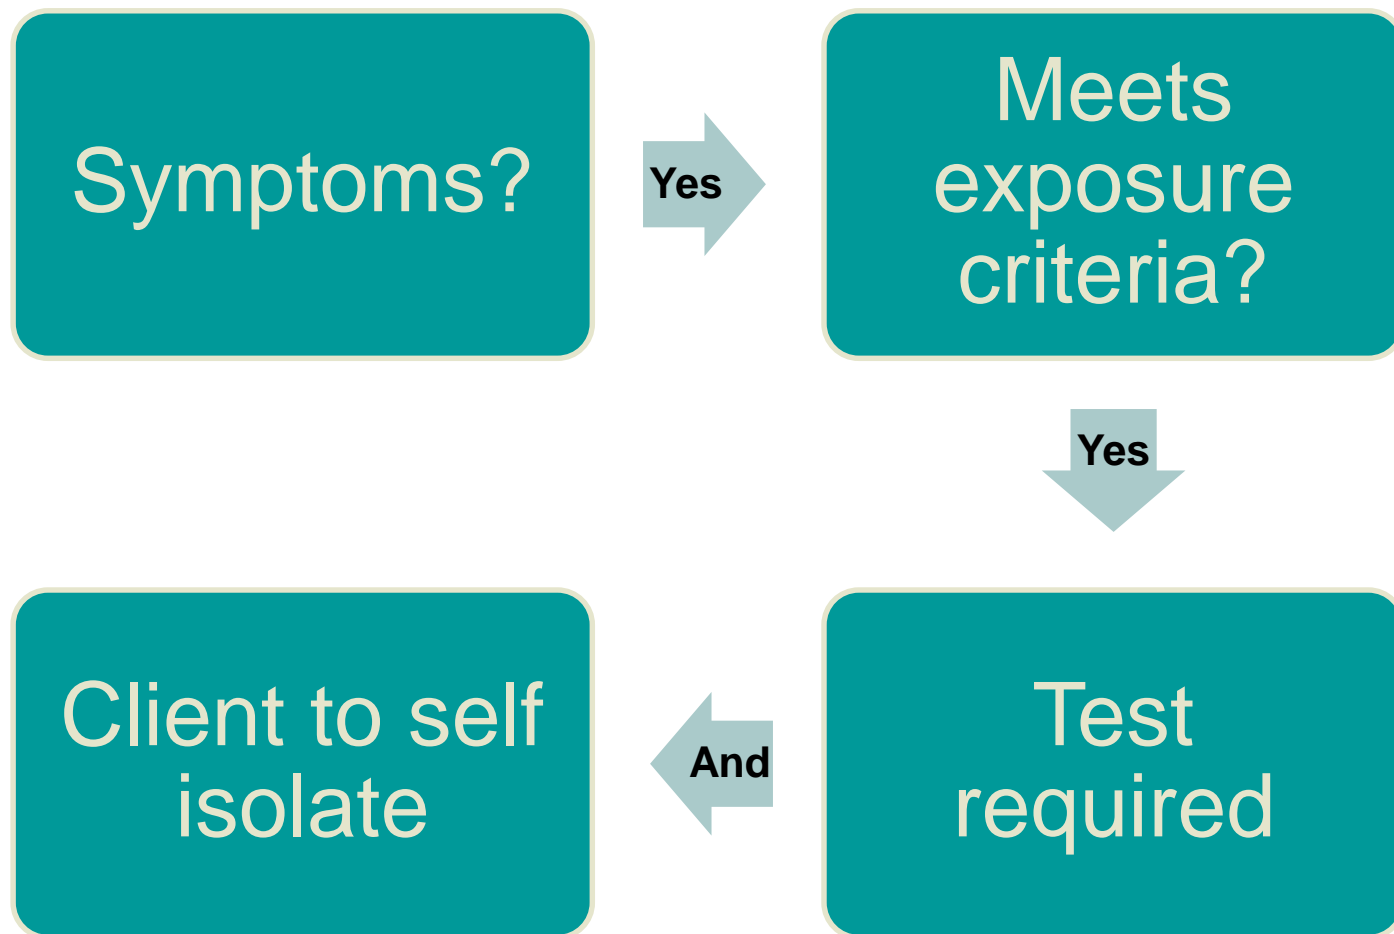 Symptoms?
Yes
Meets
exposure
criteria?
Yes
Test
required
And
Client to self
isolate